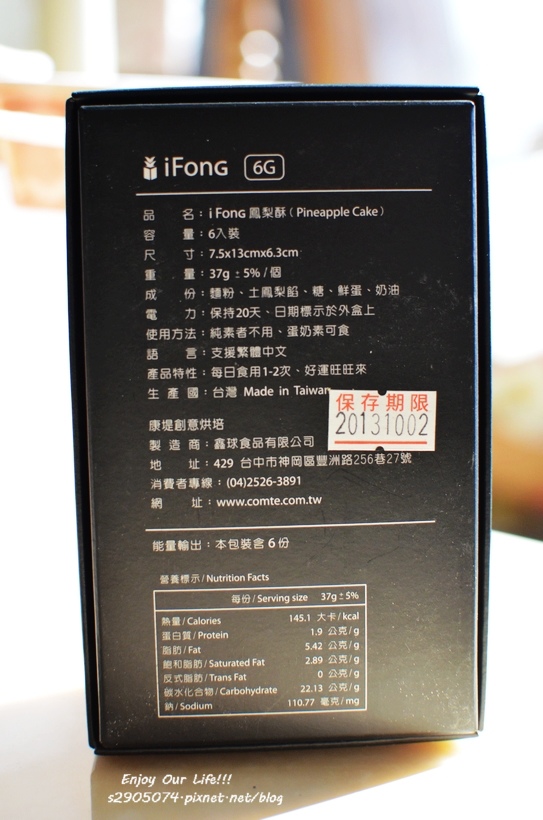 iFong 6G
品 名：i Fong 鳳梨酥 ( Pineapple Cake )
容 量：6入裝
尺 寸：7.5x13cmx6.3cm
重 量：37g ± 5% / 個
成 份：麵粉、土鳳梨餡、糖、鮮蛋、奶油
電 力：保持20天、日期標示於外盒上
使用方法：純素者不用、蛋奶素可食
語 言：支援繁體中文
產品特性：每日食用1-2次、好運旺旺來
生 產 國：台灣 Made in Taiwan
保存期限
20131002
康堤創意烘培
製 造 商：鑫球食品有限公司
地 址：429 台中市神岡區豐洲路256巷27號
消費者專線：(04)2526-3891
網 址：www.comte.com.tw
能量輸出：本包裝含 6 份
營養標示 / Nutrition Facts
每份 / Serving size 37g ± 5%
熱量 / Calories 145.1 大卡 / kcal
蛋白質 / Protein 1.9 公克 / g
脂肪 / Fat 5.42 公克 / g
飽和脂肪 / Saturated Fat 2.89 公克 / g
反式脂肪 / Trans Fat 0 公克 / g
碳水化合物 / Carbohydrate 22.13 公克 / g
鈉 / Sodium 110.77 毫克 / mg
Enjoy Our Life!!!
s2905074.pixnet.net/blog